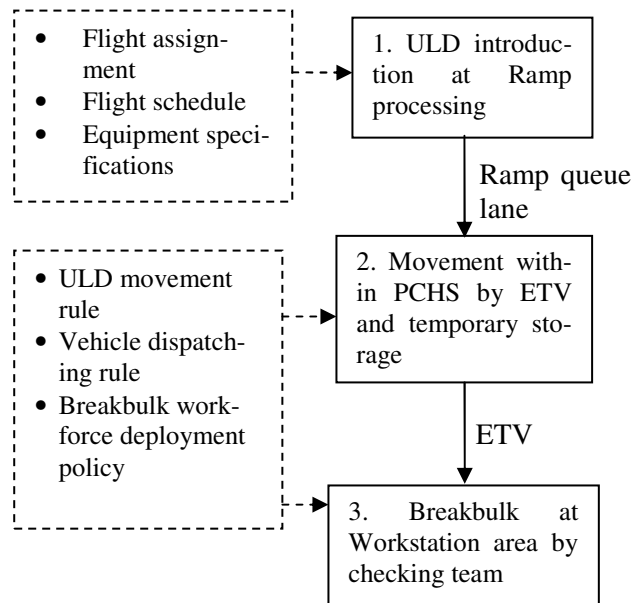 • Flight assign-
ment
• Flight schedule
• Equipment speci-
fications
1. ULD introduc-
tion at Ramp
processing
Ramp queue
lane
• ULD movement
rule
• Vehicle dispatch-
ing rule
• Breakbulk work-
force deployment
policy
2. Movement with-
in PCHS by ETV
and temporary sto-
rage
ETV
3. Breakbulk at
Workstation area by
checking team